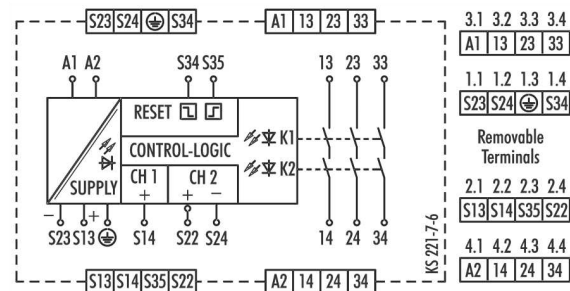 S23 S24 S34 A1 13 23 33
3.1 3.2 3.3 3.4
A1 13 23 33
A1 A2 S34 S35 13 23 33
1.1 1.2 1.3 1.4
S23 S24 S34
RESET
K1
CONTROL-LOGIC
K2
SUPPLY
CH 1 CH 2
+ + −
− +
S23 S13 S14 S22 S24 14 24 34
Removable
Terminals
2.1 2.2 2.3 2.4
S13 S14 S35 S22
4.1 4.2 4.3 4.4
A2 14 24 34
KS 221-7-6
S13 S14 S35 S22 A2 14 24 34